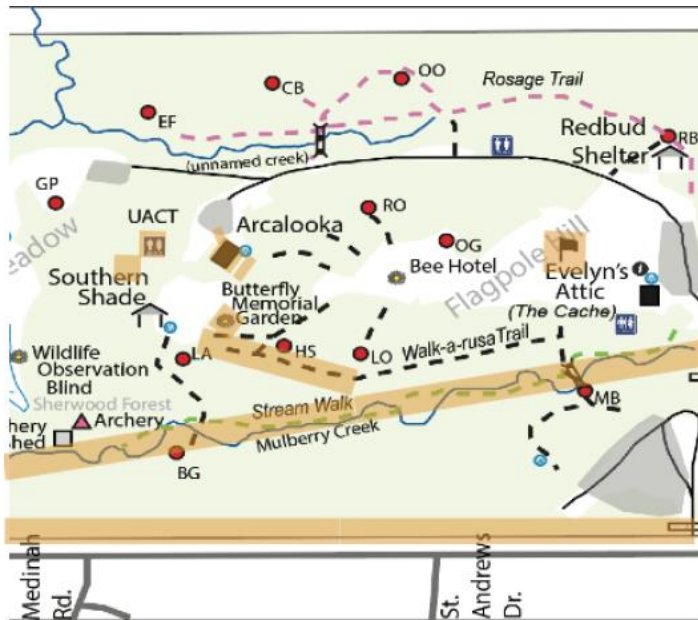 OO
CB
Rosage Trail
EF
Redbud
Shelter
RB
(unnamed creek)
GP
RO
UACT
Arcalooka
OG
Bee Hotel
Flagpole Hill
eadow
Southern
Shade
Butterfly
Memorial
Garden
Evelyn's
Attic
(The Cache)
HS
LO
Walk-a-rusa Trail
LA
Wildlife
Observation
Blind
Sherwood Forest
Stream Walk
MB
hery
shed
Archery
Mulberry Creek
BG
Medinah
Rd.
St.
Andrews
Dr.